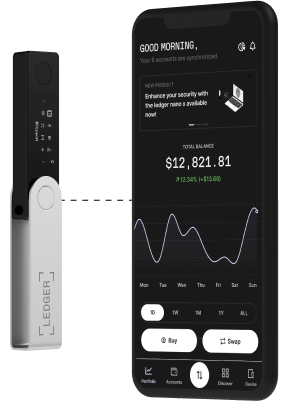 GOOD MORNING,
Your 6 accounts are synchronized.
NEW PRODUCT
Enhance your security with
the ledger nano x available
now!
TOTAL BALANCE
$12,821.81
12.34% (+$13.66)
Mon Tue Wed Thu Fri Sat Sun
1D 1W 1M 1Y ALL
Buy Swap
Portfolio Accounts Discover Device
Bitcoin
LEDGER